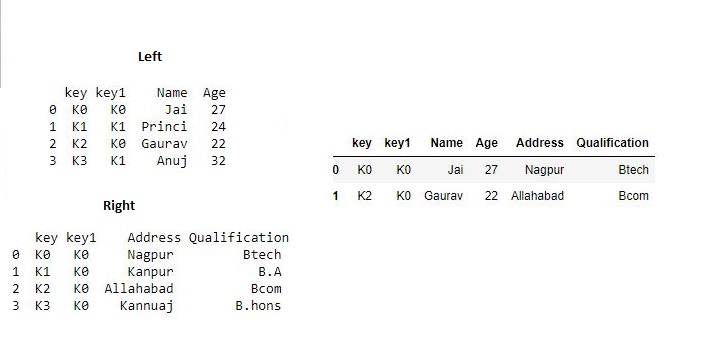 Left
key key1 Name Age
0 K0 K0 Jai 27
1 K1 K1 Princi 24
2 K2 K0 Gaurav 22
3 K3 K1 Anuj 32
Right
key key1 Address Qualification
0 K0 K0 Nagpur Btech
1 K1 K0 Kanpur B.A
2 K2 K0 Allahabad Bcom
3 K3 K0 Kannuaj B.hons
key key1 Name Age Address Qualification
0 K0 K0 Jai 27 Nagpur Btech
1 K2 K0 Gaurav 22 Allahabad Bcom